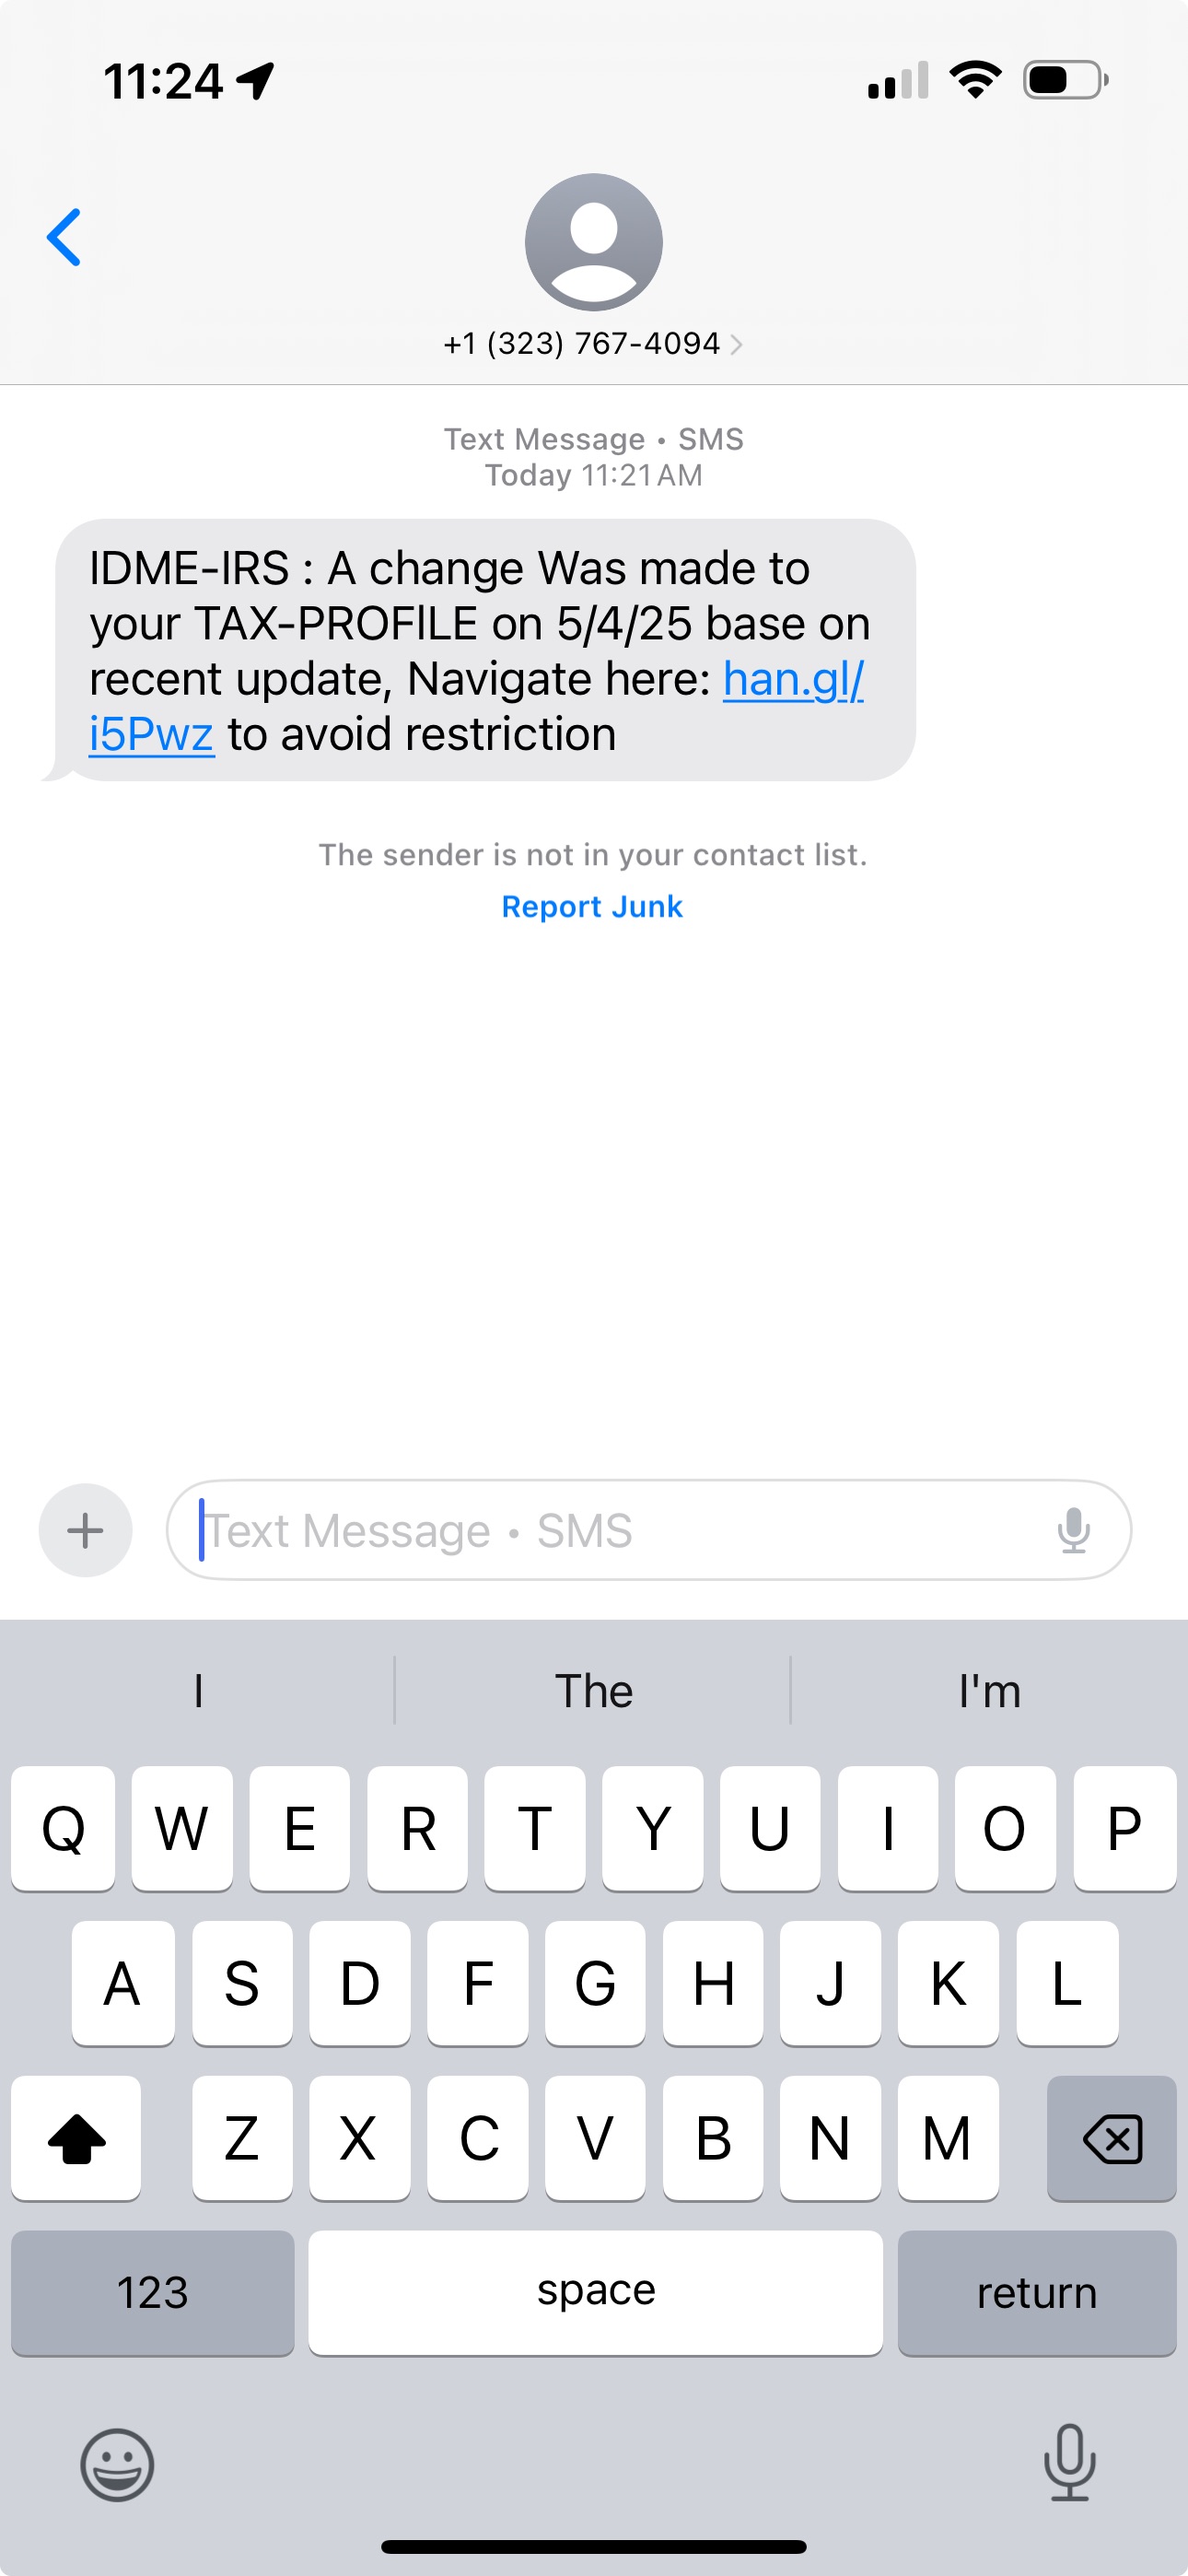 11:24
+1 (323) 767-4094
Text Message • SMS
Today 11:21 AM
IDME-IRS : A change Was made to
your TAX-PROFlLE on 5/4/25 base on
recent update, Navigate here: han.gl/
i5Pwz to avoid restriction
The sender is not in your contact list.
Report Junk
Text Message • SMS
I The I'm
Q W E R T Y U I O P
A S D F G H J K L
Z X C V B N M
123 space return